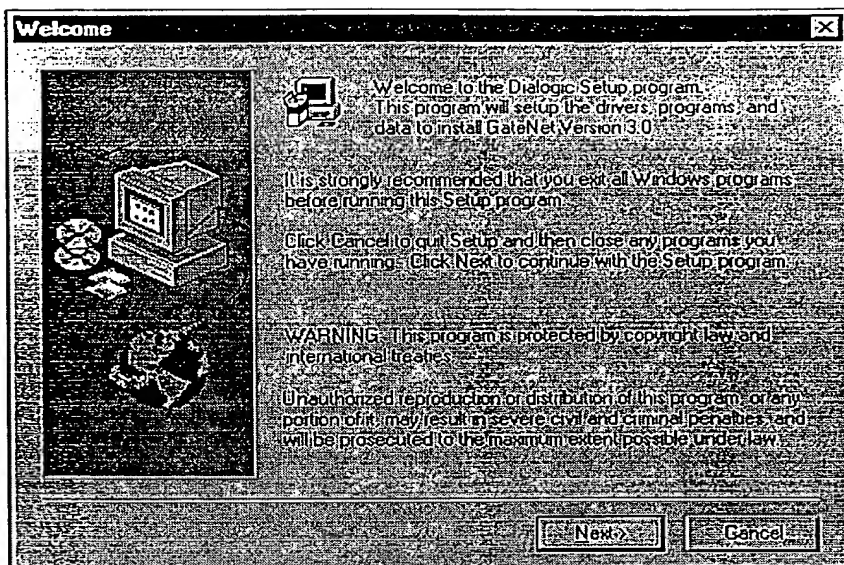 Welcome
Welcome to the Dialogic Setup program.
This program will setup the drivers, programs, and
data to install GateNet Version 3.0
It is strongly recommended that you exit all Windows programs
before running this Setup program.
Click Cancel to quit Setup and then close any programs you
have running. Click Next to continue with the Setup program.
WARNING: This program is protected by copyright law and
international treaties.
Unauthorized reproduction or distribution of this program, or any
portion of it, may result in severe civil and criminal penalties, and
will be prosecuted to the maximum extent possible under law.
Next >
Cancel